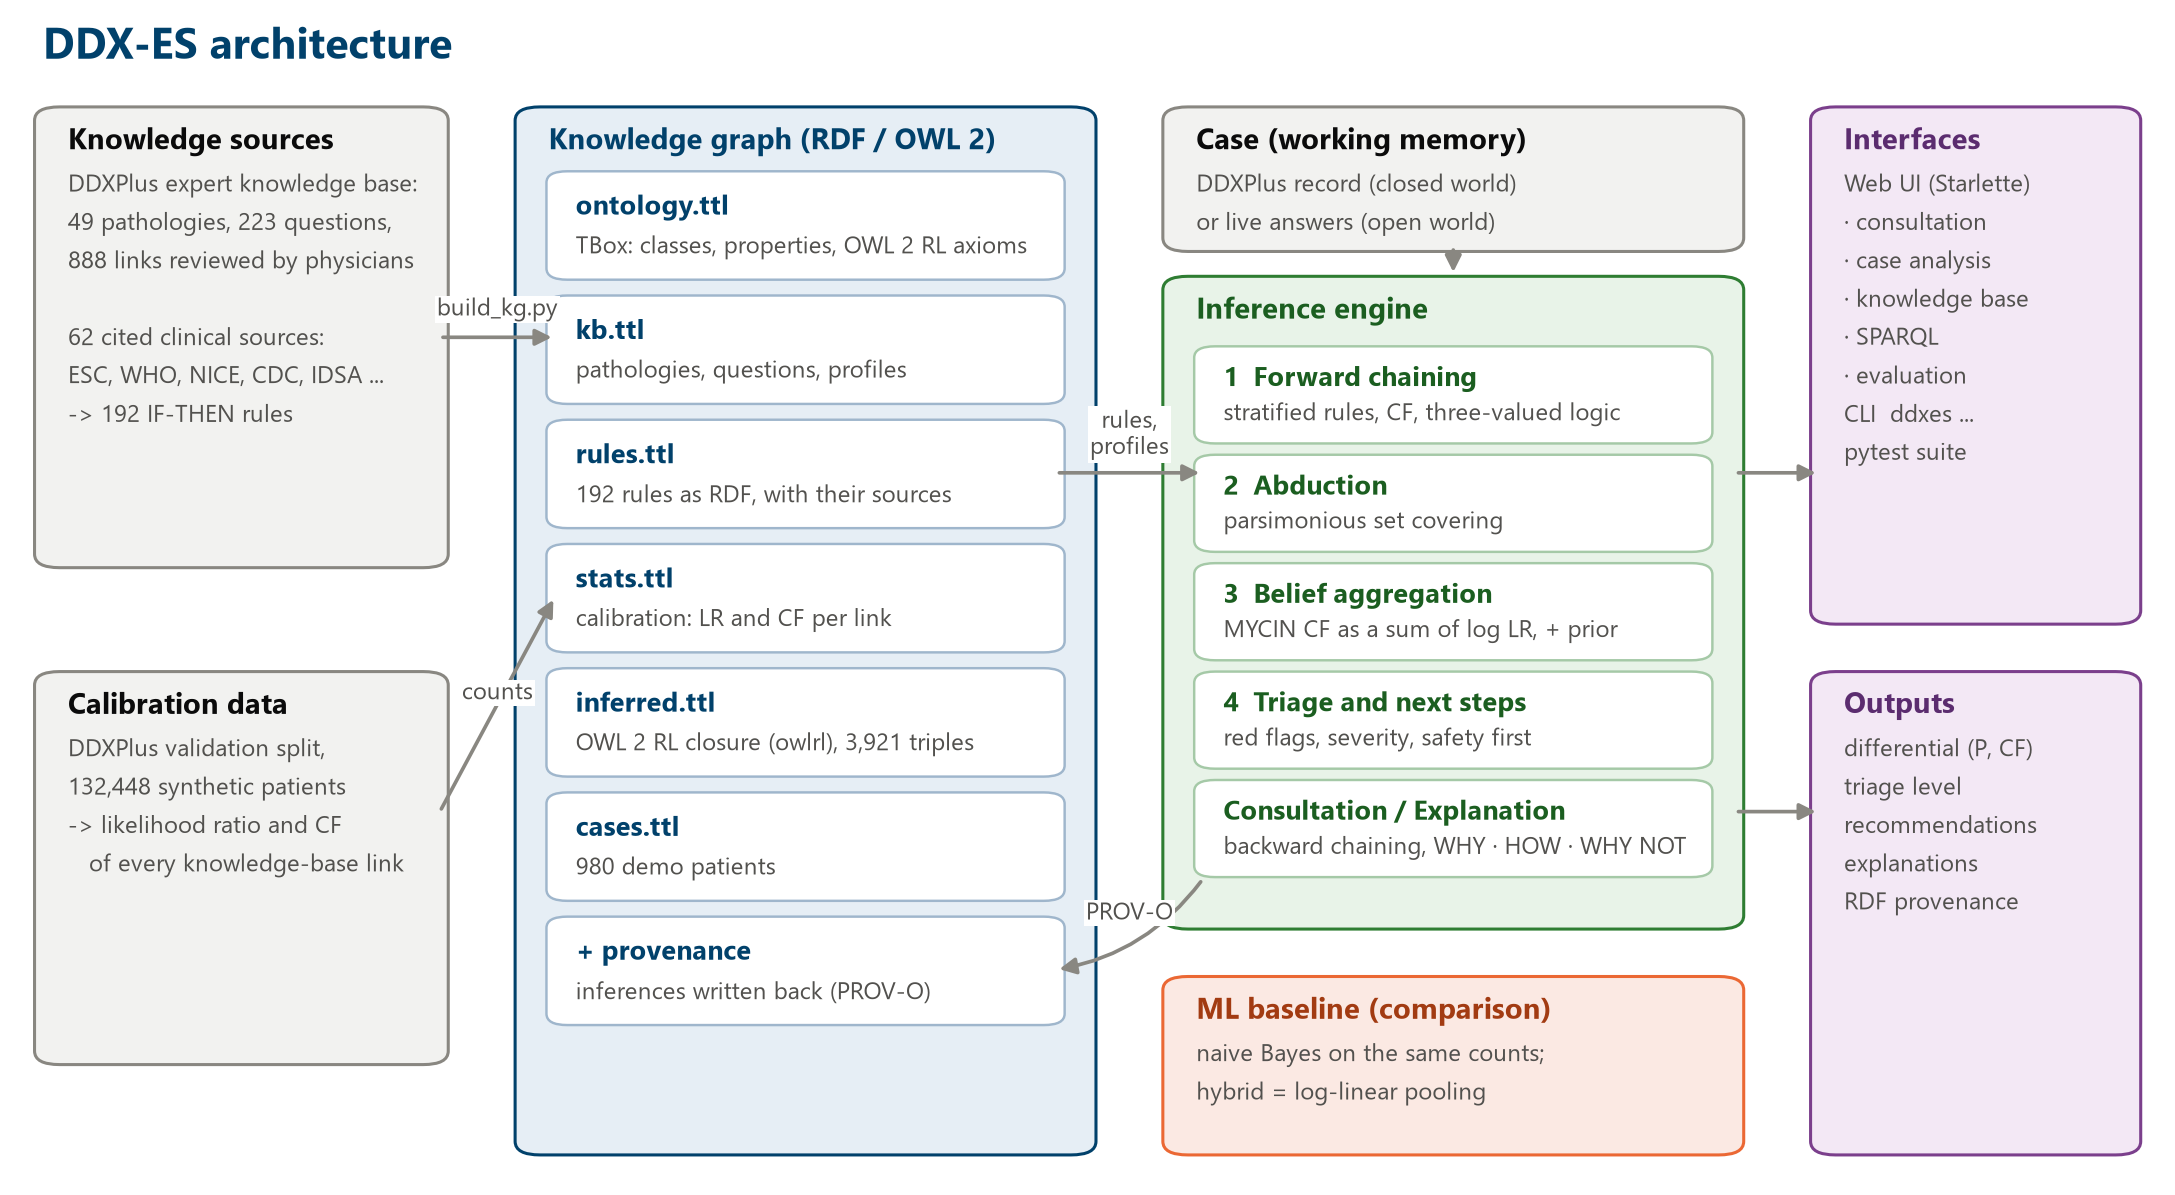 DDX-ES architecture
Knowledge sources
DDXPlus expert knowledge base:
49 pathologies, 223 questions,
888 links reviewed by physicians
62 cited clinical sources:
ESC, WHO, NICE, CDC, IDSA ...
-> 192 IF-THEN rules
build_kg.py
Calibration data
DDXPlus validation split,
132,448 synthetic patients
-> likelihood ratio and CF
of every knowledge-base link
counts
Knowledge graph (RDF / OWL 2)
ontology.ttl
TBox: classes, properties, OWL 2 RL axioms
kb.ttl
pathologies, questions, profiles
rules.ttl
192 rules as RDF, with their sources
stats.ttl
calibration: LR and CF per link
inferred.ttl
OWL 2 RL closure (owlrl), 3,921 triples
cases.ttl
980 demo patients
+ provenance
inferences written back (PROV-O)
rules,
profiles
PROV-O
Case (working memory)
DDXPlus record (closed world)
or live answers (open world)
Inference engine
1 Forward chaining
stratified rules, CF, three-valued logic
2 Abduction
parsimonious set covering
3 Belief aggregation
MYCIN CF as a sum of log LR, + prior
4 Triage and next steps
red flags, severity, safety first
Consultation / Explanation
backward chaining, WHY · HOW · WHY NOT
ML baseline (comparison)
naive Bayes on the same counts;
hybrid = log-linear pooling
Interfaces
Web UI (Starlette)
· consultation
· case analysis
· knowledge base
· SPARQL
· evaluation
CLI ddxes ...
pytest suite
Outputs
differential (P, CF)
triage level
recommendations
explanations
RDF provenance